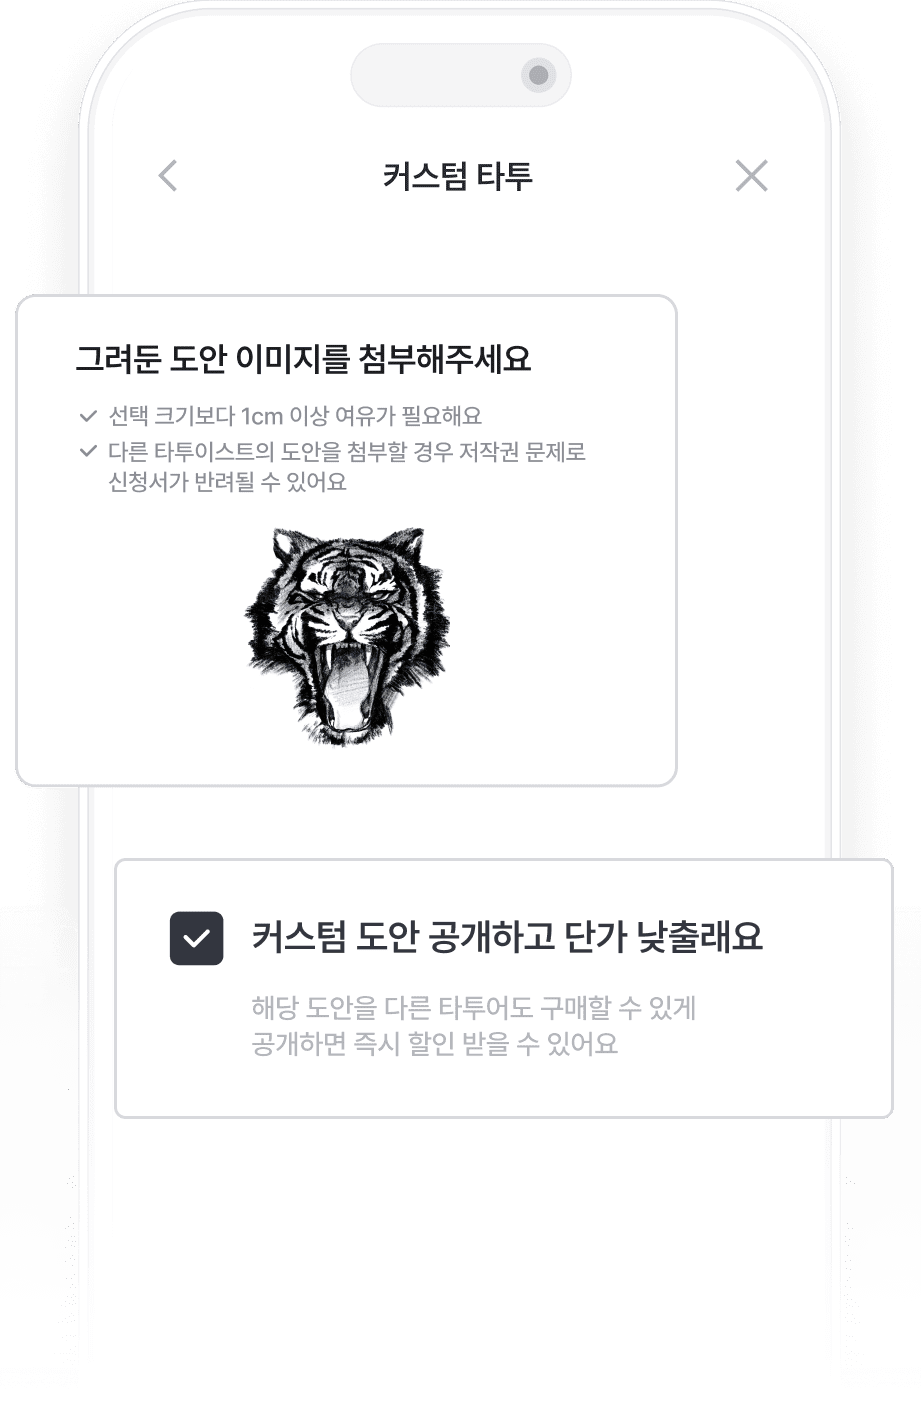 커스텀 타투
그려둔 도안 이미지를 첨부해주세요
선택 크기보다 1cm 이상 여유가 필요해요
다른 타투이스트의 도안을 첨부할 경우 저작권 문제로
신청서가 반려될 수 있어요
커스텀 도안 공개하고 단가 낮출래요
해당 도안을 다른 타투어도 구매할 수 있게
공개하면 즉시 할인 받을 수 있어요